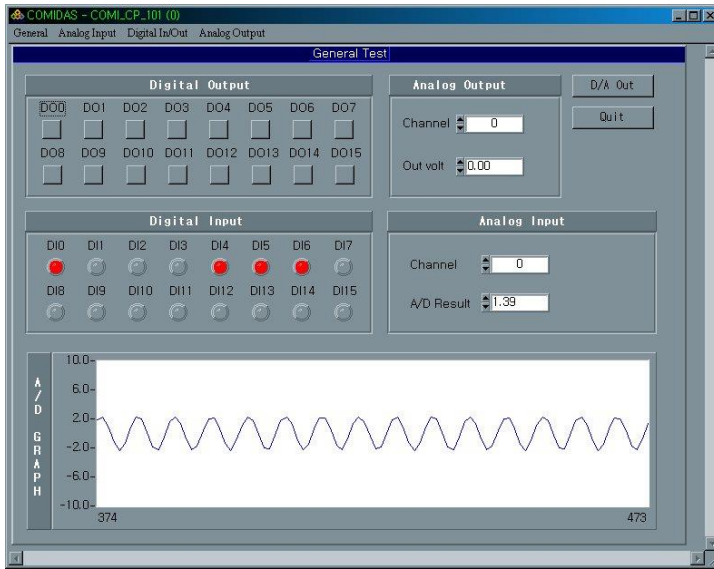 COMIDAS - COMI_CP_101 (0)
General Analog Input Digital In/Out Analog Output
General Test
Digital Output
DO0 DO1 DO2 DO3 DO4 DO5 DO6 DO7
DO8 DO9 DO10 DO11 DO12 DO13 DO14 DO15
Analog Output
Channel 0
Out volt 0.00
D/A Out
Quit
Digital Input
DI0 DI1 DI2 DI3 DI4 DI5 DI6 DI7
DI8 DI9 DI10 DI11 DI12 DI13 DI14 DI15
Analog Input
Channel 0
A/D Result 1.39
A/D GRAPH
10.0
6.0
2.0
-2.0
-6.0
-10.0
374 473